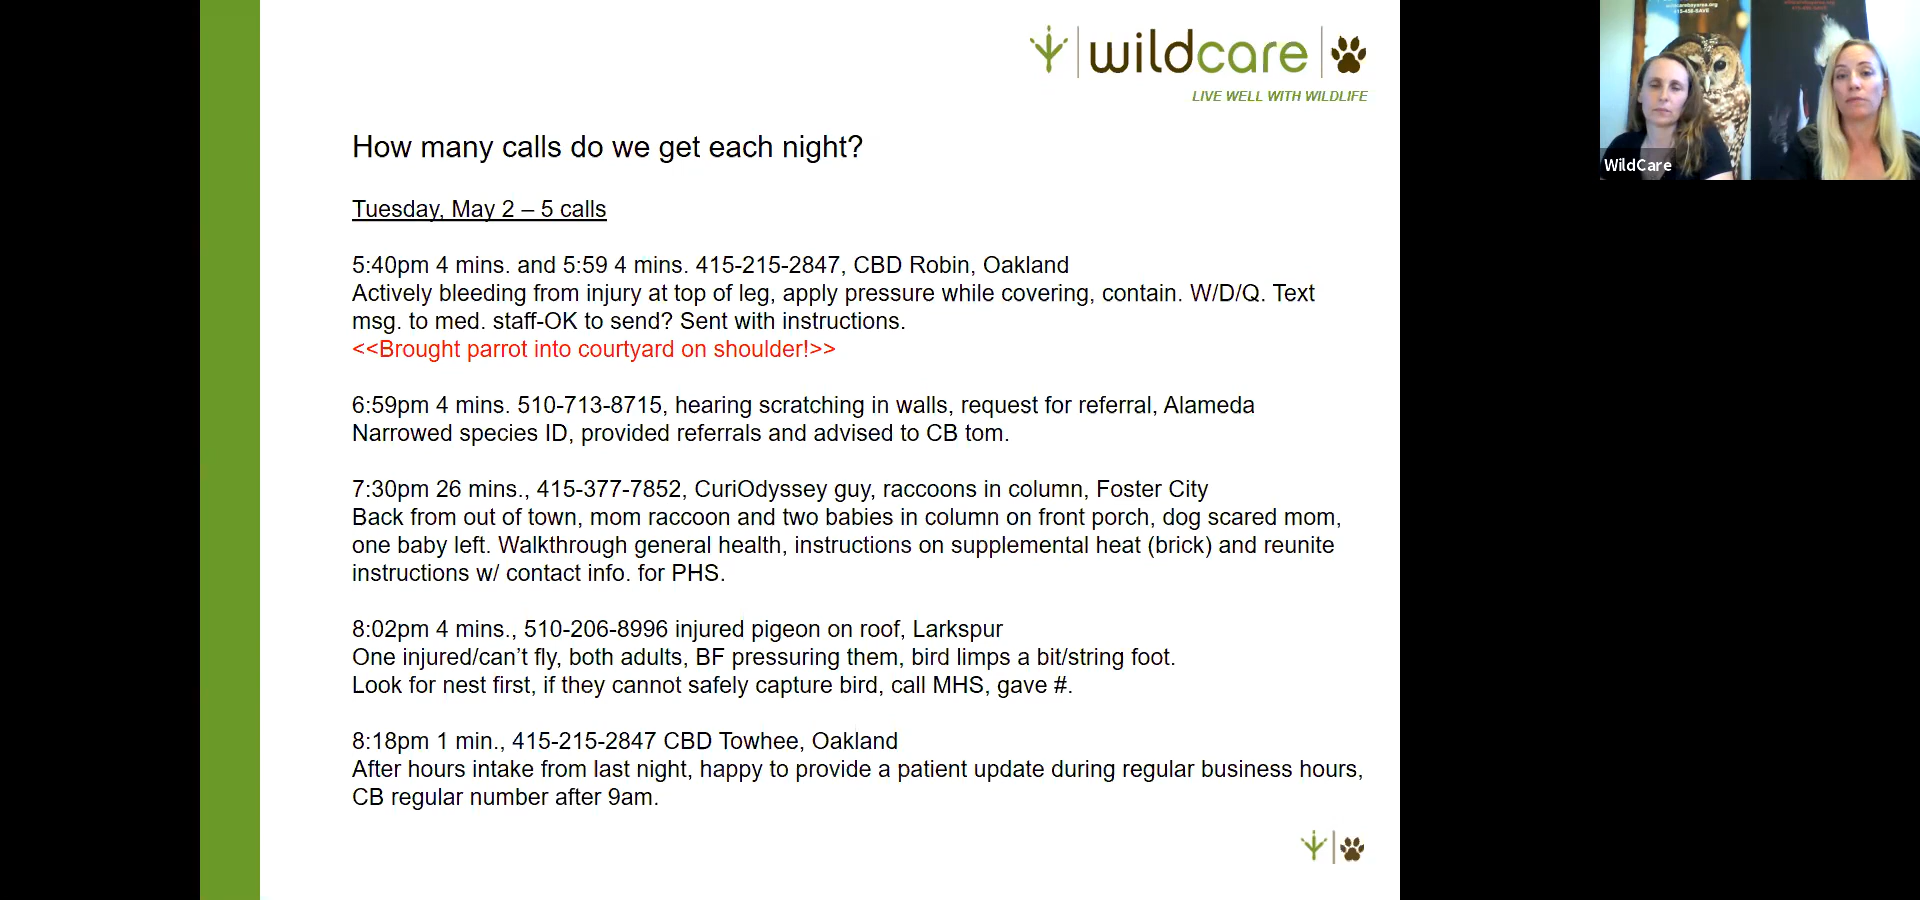 wildcare
LIVE WELL WITH WILDLIFE
How many calls do we get each night?
Tuesday, May 2 – 5 calls
5:40pm 4 mins. and 5:59 4 mins. 415-215-2847, CBD Robin, Oakland
Actively bleeding from injury at top of leg, apply pressure while covering, contain. W/D/Q. Text
msg. to med. staff-OK to send? Sent with instructions.
<<Brought parrot into courtyard on shoulder!>>
6:59pm 4 mins. 510-713-8715, hearing scratching in walls, request for referral, Alameda
Narrowed species ID, provided referrals and advised to CB tom.
7:30pm 26 mins., 415-377-7852, CuriOdyssey guy, raccoons in column, Foster City
Back from out of town, mom raccoon and two babies in column on front porch, dog scared mom,
one baby left. Walkthrough general health, instructions on supplemental heat (brick) and reunite
instructions w/ contact info. for PHS.
8:02pm 4 mins., 510-206-8996 injured pigeon on roof, Larkspur
One injured/can't fly, both adults, BF pressuring them, bird limps a bit/string foot.
Look for nest first, if they cannot safely capture bird, call MHS, gave #.
8:18pm 1 min., 415-215-2847 CBD Towhee, Oakland
After hours intake from last night, happy to provide a patient update during regular business hours,
CB regular number after 9am.
WildCare